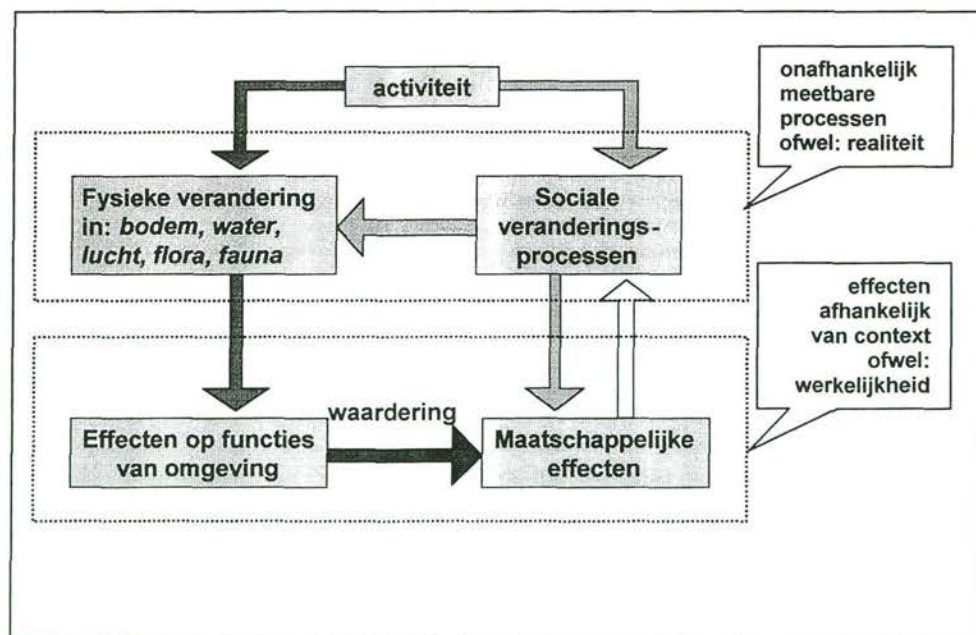 activiteit
onafhankelijk
meetbare
processen
ofwel: realiteit
Fysieke verandering
in: bodem, water,
lucht, flora, fauna
Sociale
veranderings-
processen
effecten
afhankelijk
van context
ofwel:
werkelijkheid
waardering
Effecten op functies
van omgeving
Maatschappelijke
effecten